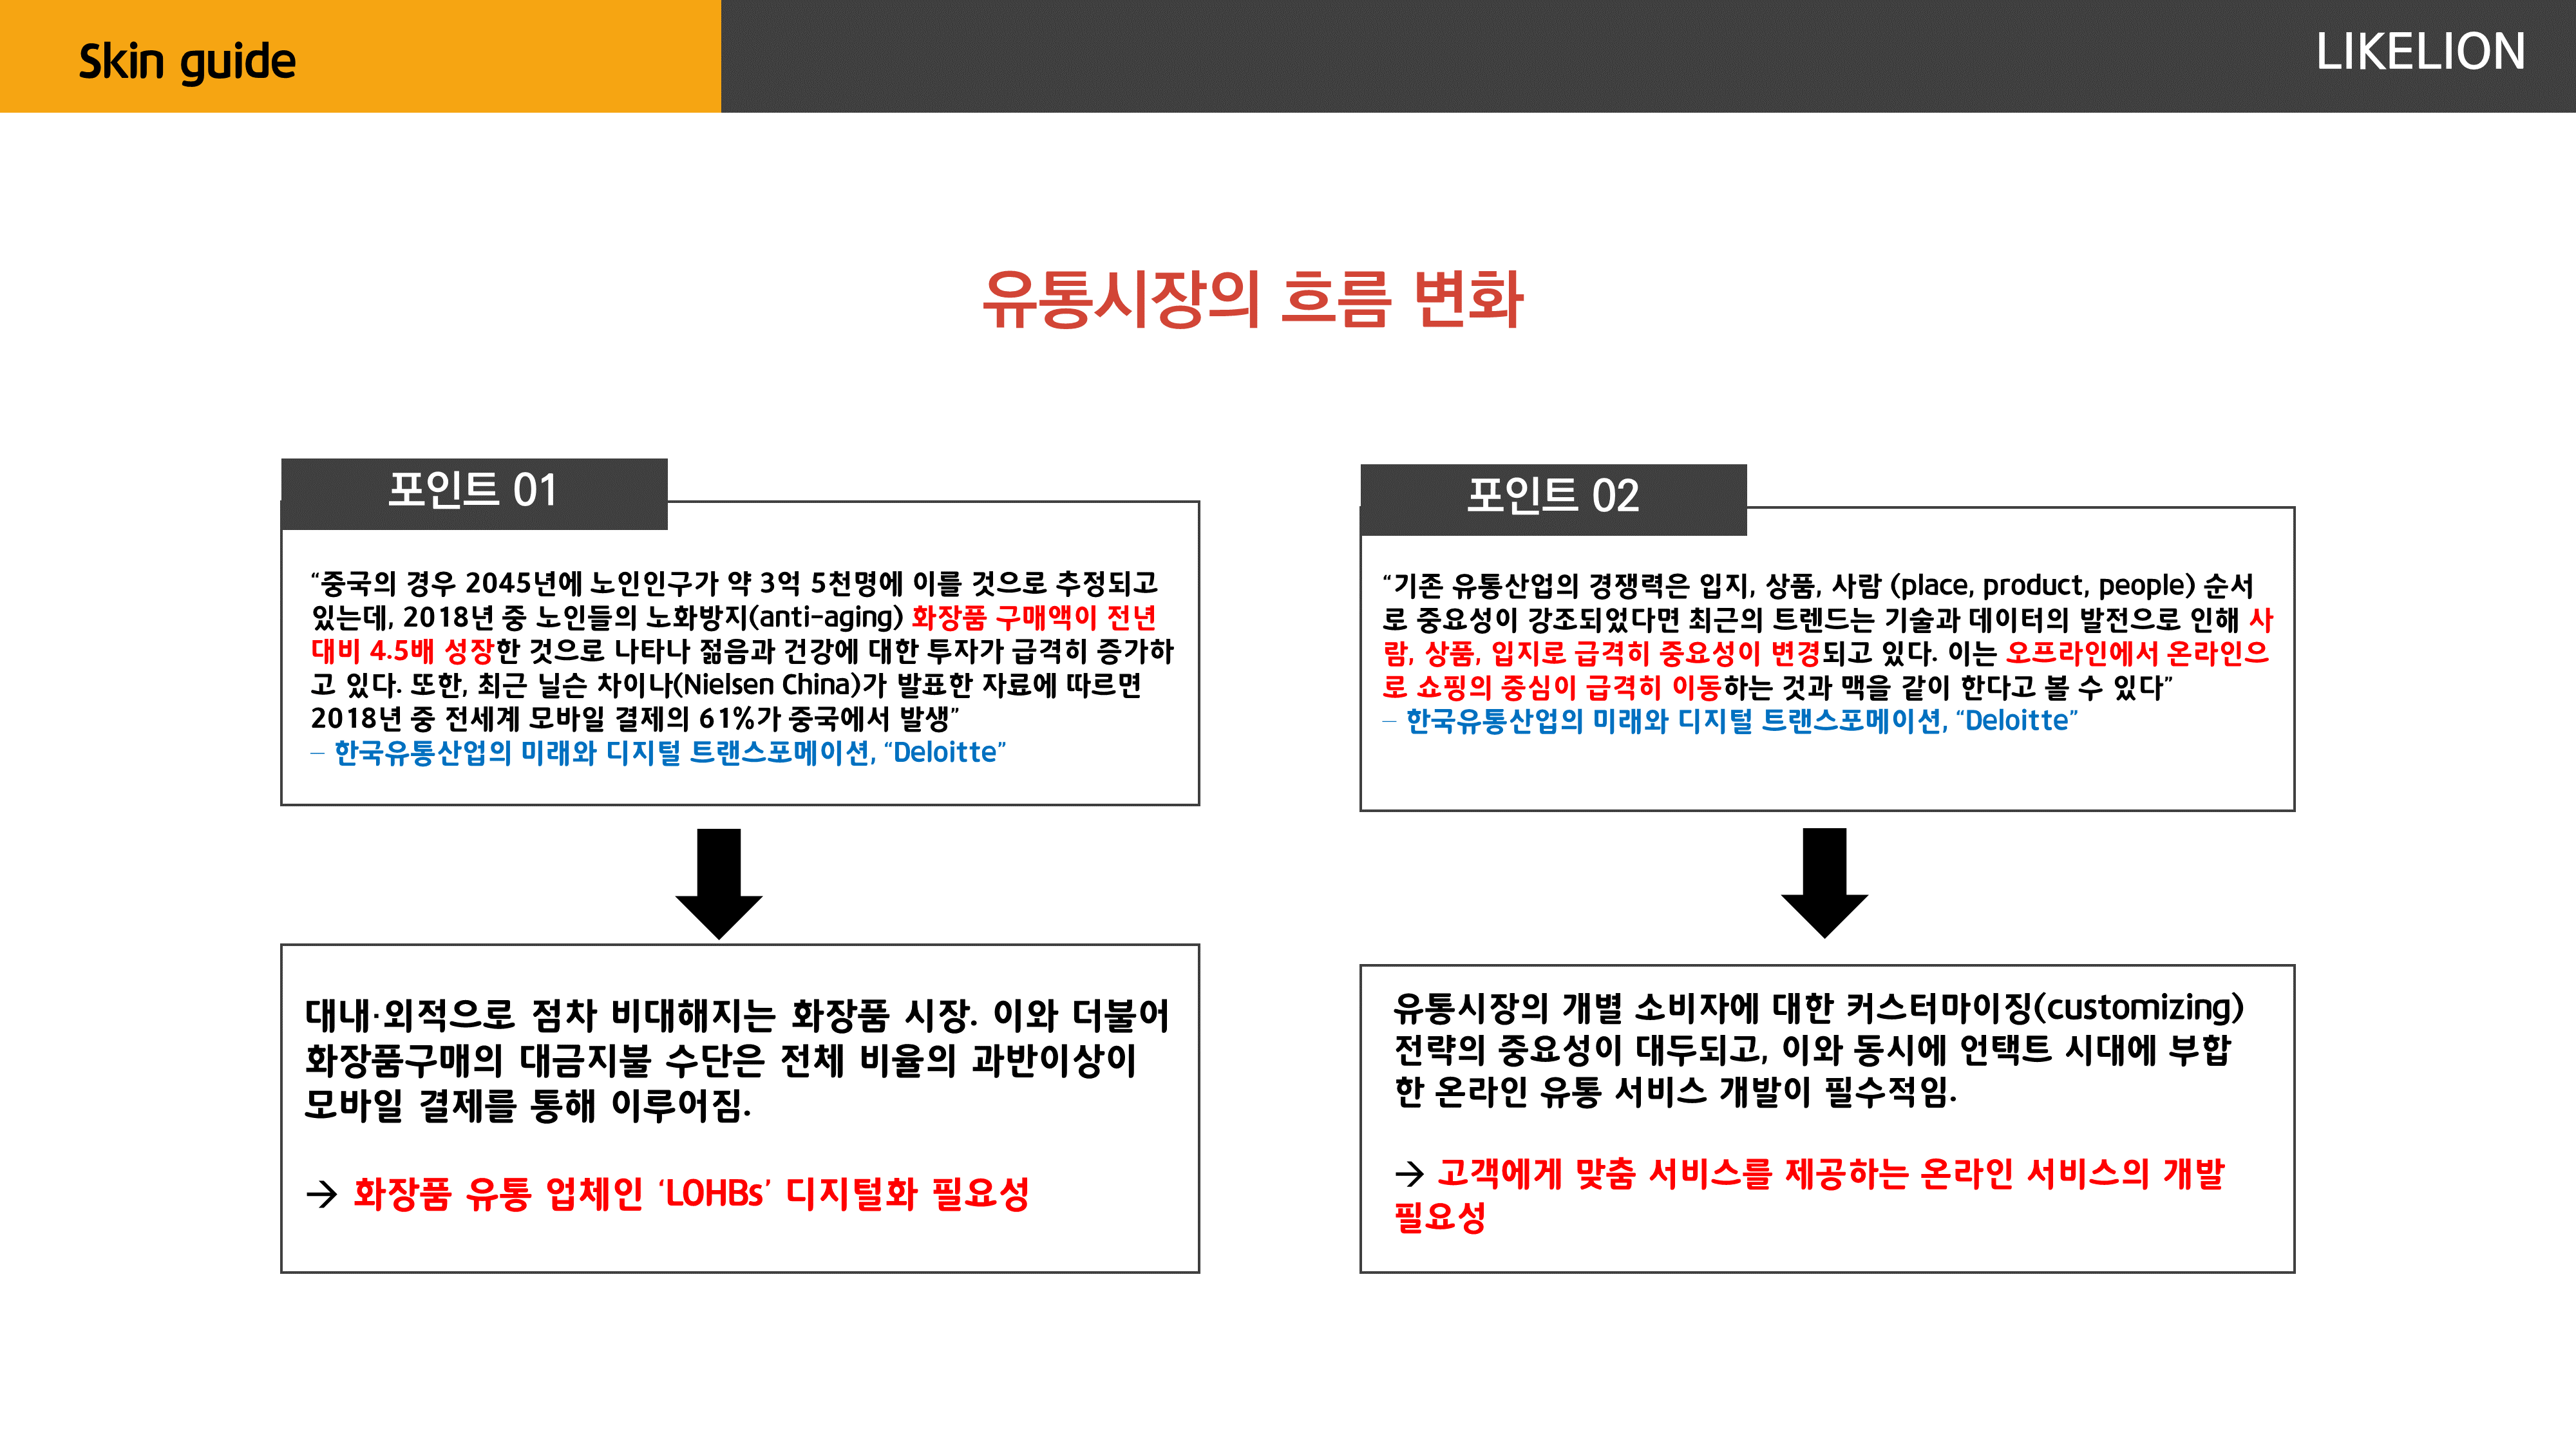 Skin guide
LIKELION
유통시장의 흐름 변화
포인트 01
“중국의 경우 2045년에 노인인구가 약 3억 5천명에 이를 것으로 추정되고
있는데, 2018년 중 노인들의 노화방지(anti-aging) 화장품 구매액이 전년
대비 4.5배 성장한 것으로 나타나 젊음과 건강에 대한 투자가 급격히 증가하
고 있다. 또한, 최근 닐슨 차이나(Nielsen China)가 발표한 자료에 따르면
2018년 중 전세계 모바일 결제의 61%가 중국에서 발생”
– 한국유통산업의 미래와 디지털 트랜스포메이션, “Deloitte”
대내·외적으로 점차 비대해지는 화장품 시장. 이와 더불어
화장품구매의 대금지불 수단은 전체 비율의 과반이상이
모바일 결제를 통해 이루어짐.
→ 화장품 유통 업체인 ‘LOHBs’ 디지털화 필요성
포인트 02
“기존 유통산업의 경쟁력은 입지, 상품, 사람 (place, product, people) 순서
로 중요성이 강조되었다면 최근의 트렌드는 기술과 데이터의 발전으로 인해 사
람, 상품, 입지로 급격히 중요성이 변경되고 있다. 이는 오프라인에서 온라인으
로 쇼핑의 중심이 급격히 이동하는 것과 맥을 같이 한다고 볼 수 있다”
– 한국유통산업의 미래와 디지털 트랜스포메이션, “Deloitte”
유통시장의 개별 소비자에 대한 커스터마이징(customizing)
전략의 중요성이 대두되고, 이와 동시에 언택트 시대에 부합
한 온라인 유통 서비스 개발이 필수적임.
→ 고객에게 맞춤 서비스를 제공하는 온라인 서비스의 개발
필요성